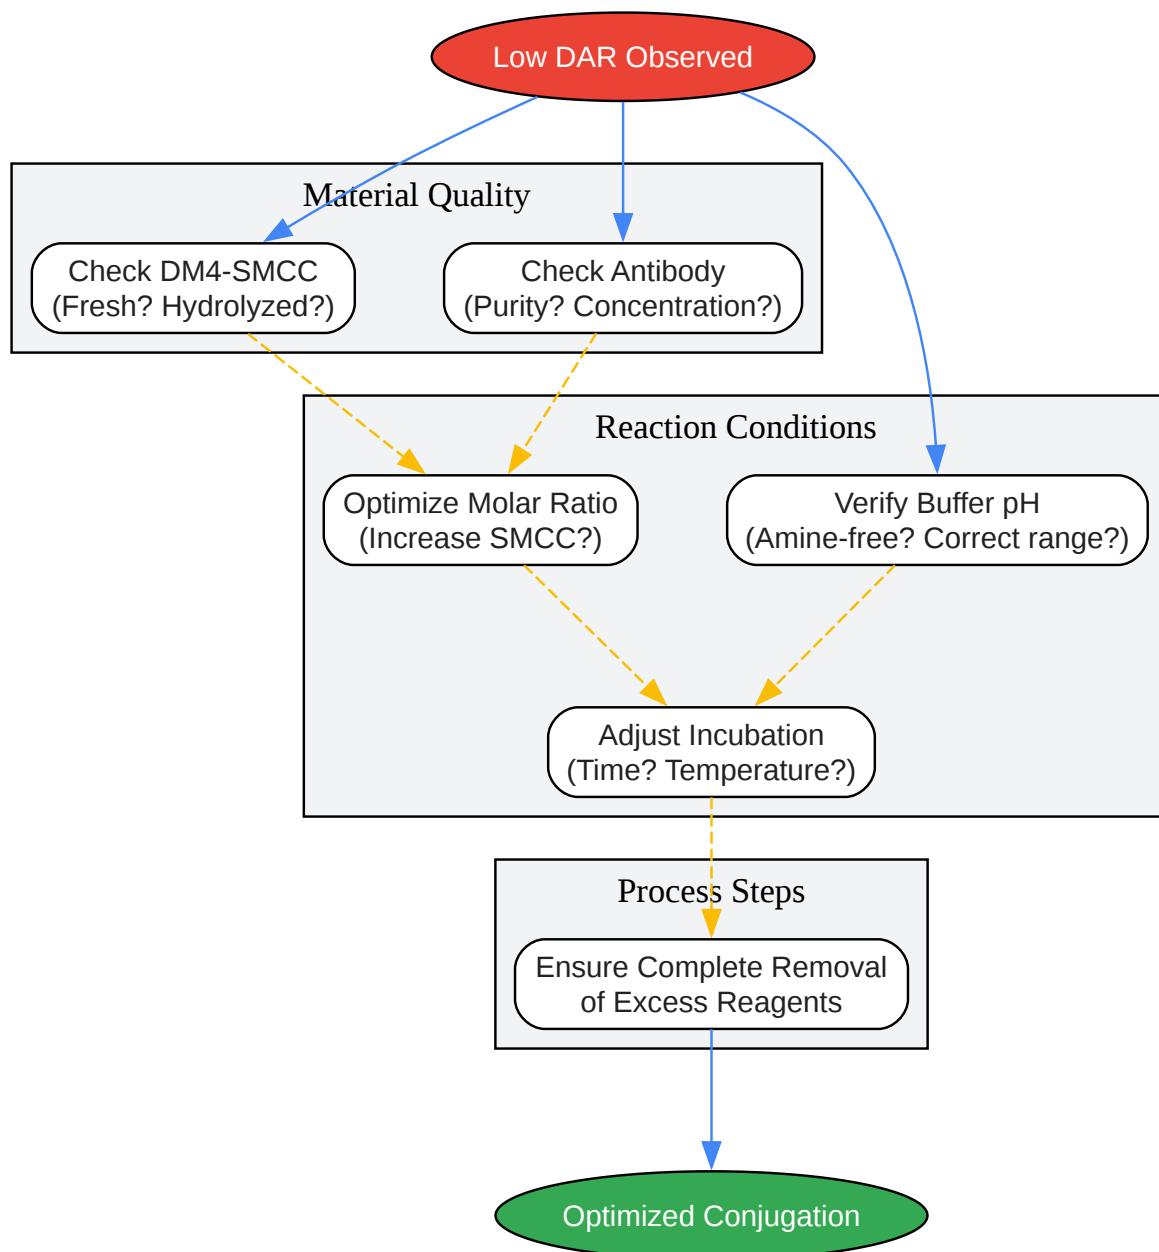 Low DAR Observed
Material Quality
Check DM4-SMCC
(Fresh? Hydrolyzed?)
Check Antibody
(Purity? Concentration?)
Reaction Conditions
Optimize Molar Ratio
(Increase SMCC?)
Verify Buffer pH
(Amine-free? Correct range?)
Adjust Incubation
(Time? Temperature?)
Process Steps
Ensure Complete Removal
of Excess Reagents
Optimized Conjugation